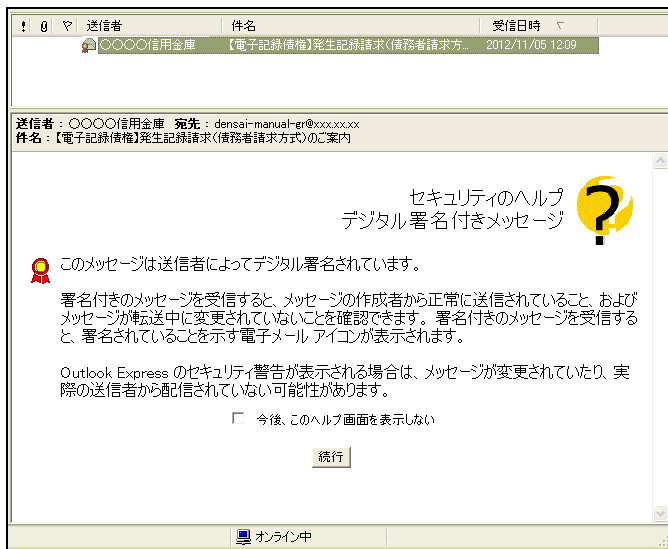 ! 送信者 件名 受信日時
〇〇〇〇信用金庫 【電子記録債権】発生記録請求(債務者請求方... 2012/11/05 12:09
送信者：〇〇〇〇信用金庫 宛先：densai-manual-gr@xxx.xx.xx
件名：【電子記録債権】発生記録請求(債務者請求方式)のご案内
セキュリティのヘルプ
デジタル署名付きメッセージ
このメッセージは送信者によってデジタル署名されています。
署名付きのメッセージを受信すると、メッセージの作成者から正常に送信されていること、および
メッセージが転送中に変更されていないことを確認できます。署名付きのメッセージを受信する
と、署名されていることを示す電子メール アイコンが表示されます。
Outlook Express のセキュリティ警告が表示される場合は、メッセージが変更されていたり、実
際の送信者から配信されていない可能性があります。
今後、このヘルプ画面を表示しない
続行
オンライン中